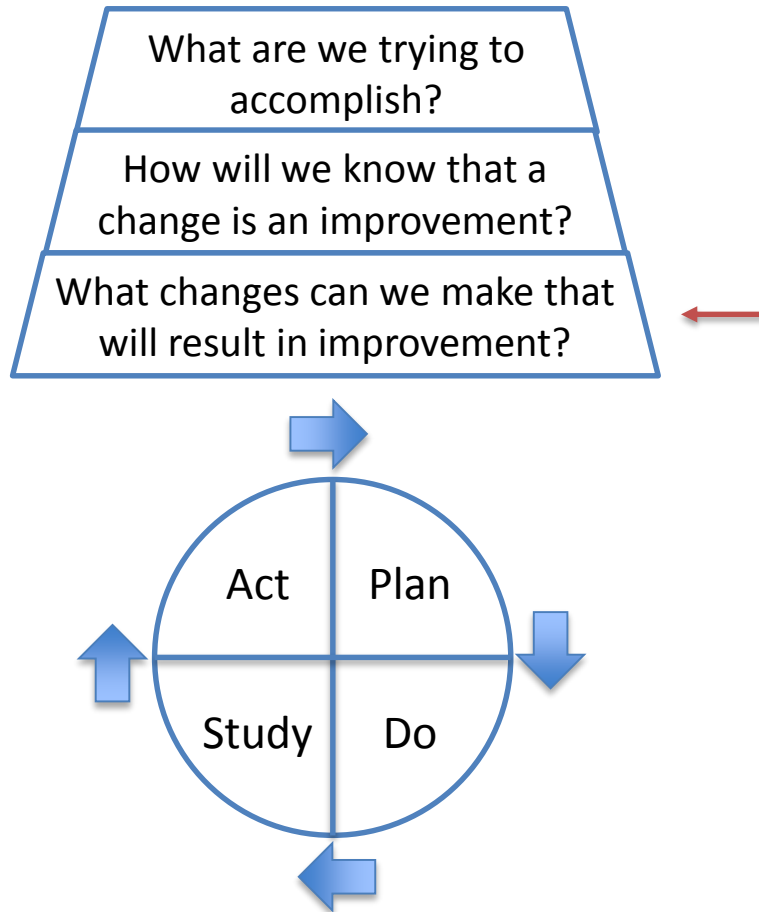 What are we trying to
accomplish?
How will we know that a
change is an improvement?
What changes can we make that
will result in improvement?
Act
Plan
Study
Do